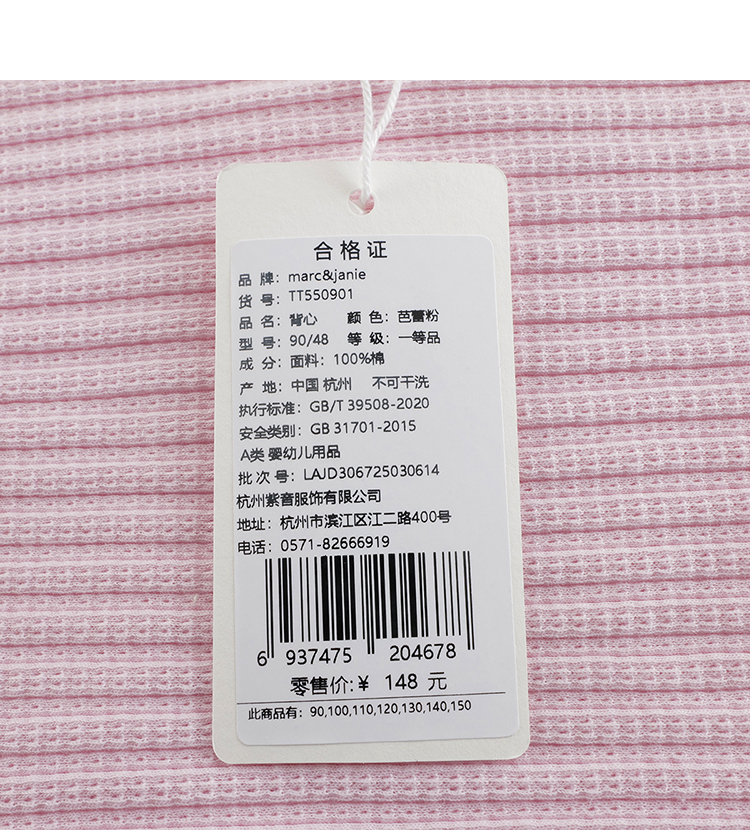 合格证
品 牌：marc&janie
货 号：TT550901
品 名：背心 颜 色：芭蕾粉
型 号：90/48 等 级：一等品
成 分：面料：100%棉
产 地：中国 杭州 不可干洗
执行标准：GB/T 39508-2020
安全类别：GB 31701-2015
A类 婴幼儿用品
批 次 号：LAJD306725030614
杭州紫音服饰有限公司
地址：杭州市滨江区江二路400号
电话：0571-82666919
6 937475 204678
零售价:¥ 148 元
此商品有：90,100,110,120,130,140,150